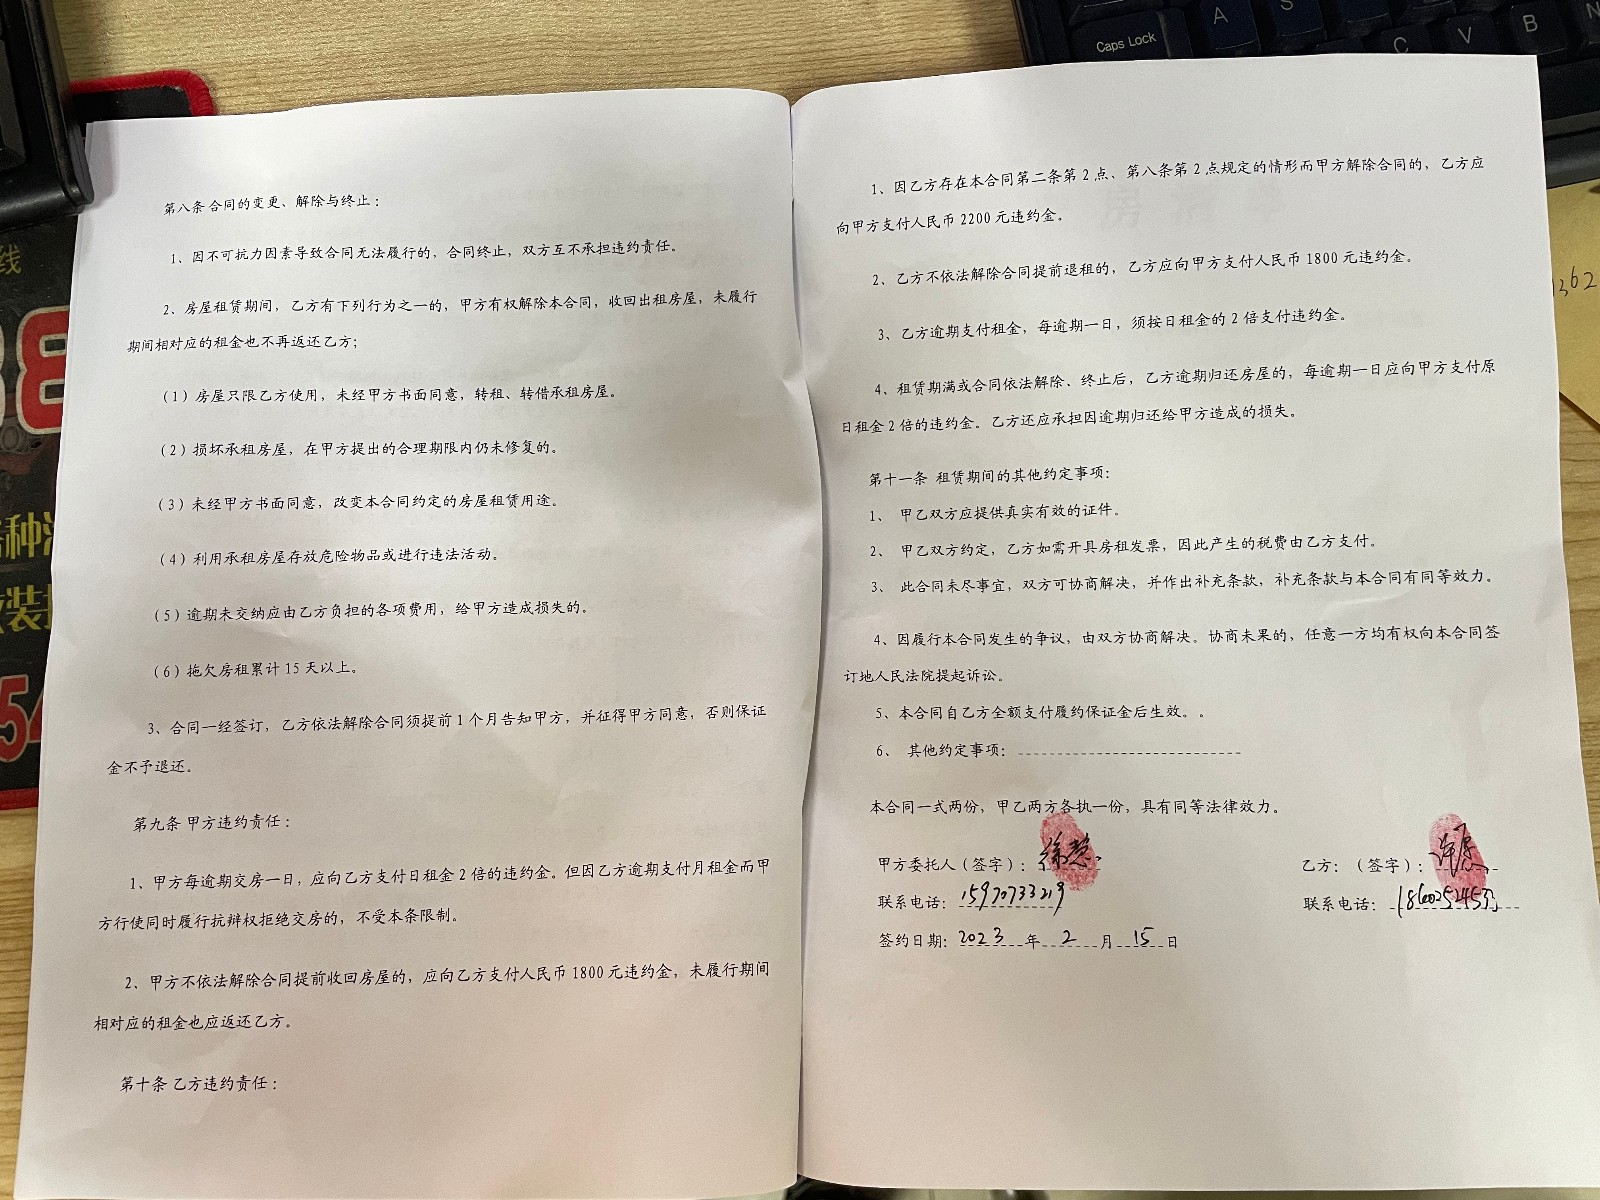 Caps Lock
A
S
C
V
B
N
线
8
种
装
54
1362
第八条 合同的变更、解除与终止：
1、因不可抗力因素导致合同无法履行的，合同终止，双方互不承担违约责任。
2、房屋租赁期间，乙方有下列行为之一的，甲方有权解除本合同，收回出租房屋，未履行
期间相对应的租金也不再返还乙方；
（1）房屋只限乙方使用，未经甲方书面同意，转租、转借承租房屋。
（2）损坏承租房屋，在甲方提出的合理期限内仍未修复的。
（3）未经甲方书面同意，改变本合同约定的房屋租赁用途。
（4）利用承租房屋存放危险物品或进行违法活动。
（5）逾期未交纳应由乙方负担的各项费用，给甲方造成损失的。
（6）拖欠房租累计15天以上。
3、合同一经签订，乙方依法解除合同须提前1个月告知甲方，并征得甲方同意，否则保证
金不予退还。
第九条 甲方违约责任：
1、甲方每逾期交房一日，应向乙方支付日租金2倍的违约金。但因乙方逾期支付月租金而甲
方行使同时履行抗辩权拒绝交房的，不受本条限制。
2、甲方不依法解除合同提前收回房屋的，应向乙方支付人民币1800元违约金，未履行期间
相对应的租金也应返还乙方。
第十条 乙方违约责任：
1、因乙方存在本合同第二条第2点、第八条第2点规定的情形而甲方解除合同的，乙方应
向甲方支付人民币2200元违约金。
2、乙方不依法解除合同提前退租的，乙方应向甲方支付人民币1800元违约金。
3、乙方逾期支付租金，每逾期一日，须按日租金的2倍支付违约金。
4、租赁期满或合同依法解除、终止后，乙方逾期归还房屋的，每逾期一日应向甲方支付原
日租金2倍的违约金。乙方还应承担因逾期归还给甲方造成的损失。
第十一条 租赁期间的其他约定事项：
1、 甲乙双方应提供真实有效的证件。
2、 甲乙双方约定，乙方如需开具房租发票，因此产生的税费由乙方支付。
3、 此合同未尽事宜，双方可协商解决，并作出补充条款，补充条款与本合同有同等效力。
4、因履行本合同发生的争议，由双方协商解决。协商未果的，任意一方均有权向本合同签
订地人民法院提起诉讼。
5、本合同自乙方全额支付履约保证金后生效。。
6、 其他约定事项：
本合同一式两份，甲乙两方各执一份，具有同等法律效力。
甲方委托人（签字）：徐慧 乙方：（签字）：
联系电话：15970733219 联系电话：
签约日期：2023年2月15日